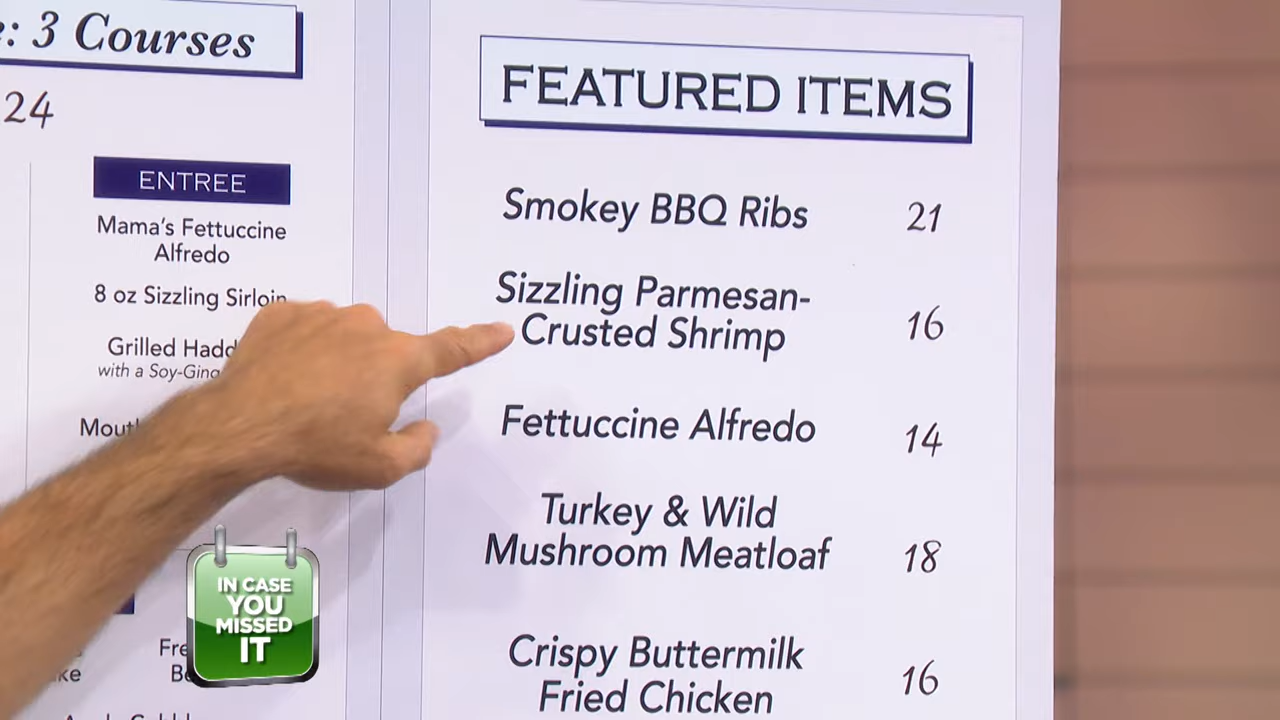 : 3 Courses
24
ENTREE
Mama's Fettuccine
Alfredo
8 oz Sizzling Sirloin
Grilled
with a
FEATURED ITEMS
Smokey BBQ Ribs 21
Sizzling Parmesan-
Crusted Shrimp 16
Fettuccine Alfredo 14
Turkey & Wild
Mushroom Meatloaf 18
Crispy Buttermilk
Fried Chicken 16
IN CASE
YOU
MISSED
IT